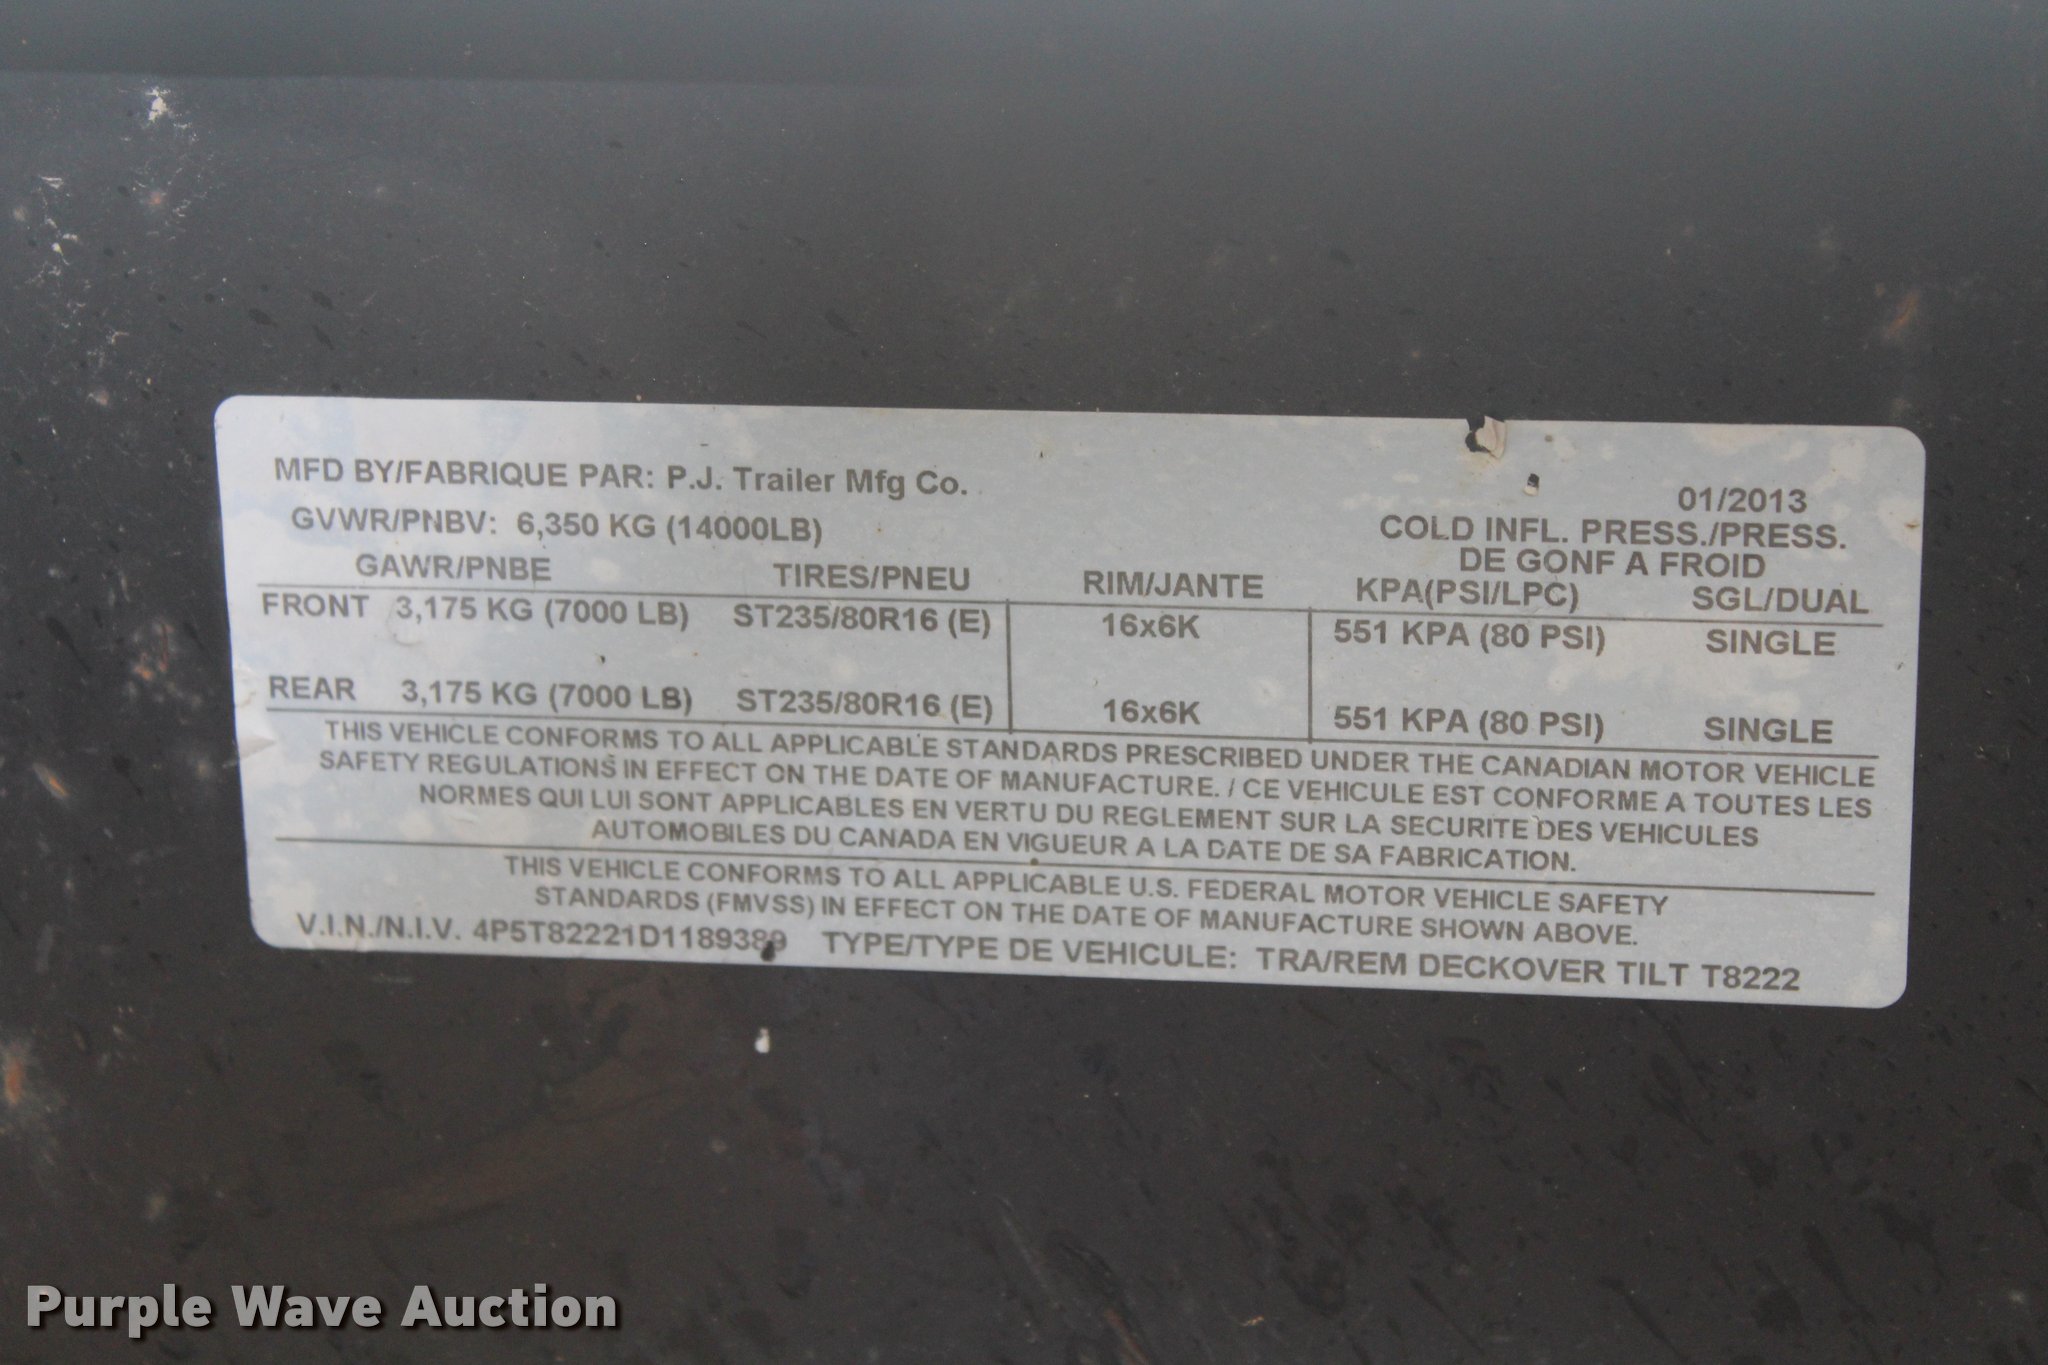 MFD BY/FABRIQUE PAR: P.J. Trailer Mfg Co.
01/2013
GVWR/PNBV: 6,350 KG (14000LB)
COLD INFL. PRESS./PRESS.
DE GONF A FROID
GAWR/PNBE TIRES/PNEU RIM/JANTE KPA(PSI/LPC) SGL/DUAL
FRONT 3,175 KG (7000 LB) ST235/80R16 (E) 16x6K 551 KPA (80 PSI) SINGLE
REAR 3,175 KG (7000 LB) ST235/80R16 (E) 16x6K 551 KPA (80 PSI) SINGLE
THIS VEHICLE CONFORMS TO ALL APPLICABLE STANDARDS PRESCRIBED UNDER THE CANADIAN MOTOR VEHICLE
SAFETY REGULATIONS IN EFFECT ON THE DATE OF MANUFACTURE. / CE VEHICULE EST CONFORME A TOUTES LES
NORMES QUI LUI SONT APPLICABLES EN VERTU DU REGLEMENT SUR LA SECURITE DES VEHICULES
AUTOMOBILES DU CANADA EN VIGUEUR A LA DATE DE SA FABRICATION.
THIS VEHICLE CONFORMS TO ALL APPLICABLE U.S. FEDERAL MOTOR VEHICLE SAFETY
STANDARDS (FMVSS) IN EFFECT ON THE DATE OF MANUFACTURE SHOWN ABOVE.
V.I.N./N.I.V. 4P5T82221D1189389 TYPE/TYPE DE VEHICULE: TRA/REM DECKOVER TILT T8222
Purple Wave Auction